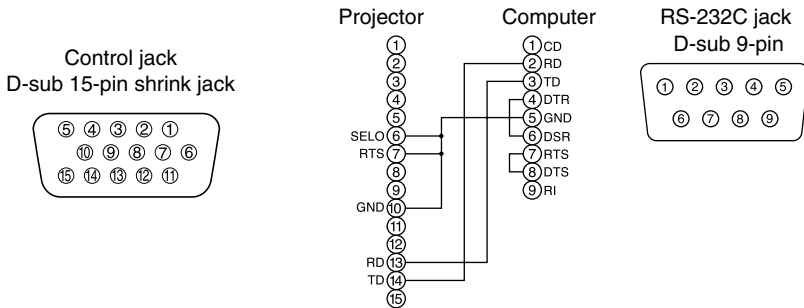 Control jack
D-sub 15-pin shrink jack
5 4 3 2 1
10 9 8 7 6
15 14 13 12 11
Projector
1
2
3
4
5
SELO 6
RTS 7
8
9
GND 10
11
12
RD 13
TD 14
15
Computer
1 CD
2 RD
3 TD
4 DTR
5 GND
6 DSR
7 RTS
8 DTS
9 RI
RS-232C jack
D-sub 9-pin
1 2 3 4 5
6 7 8 9